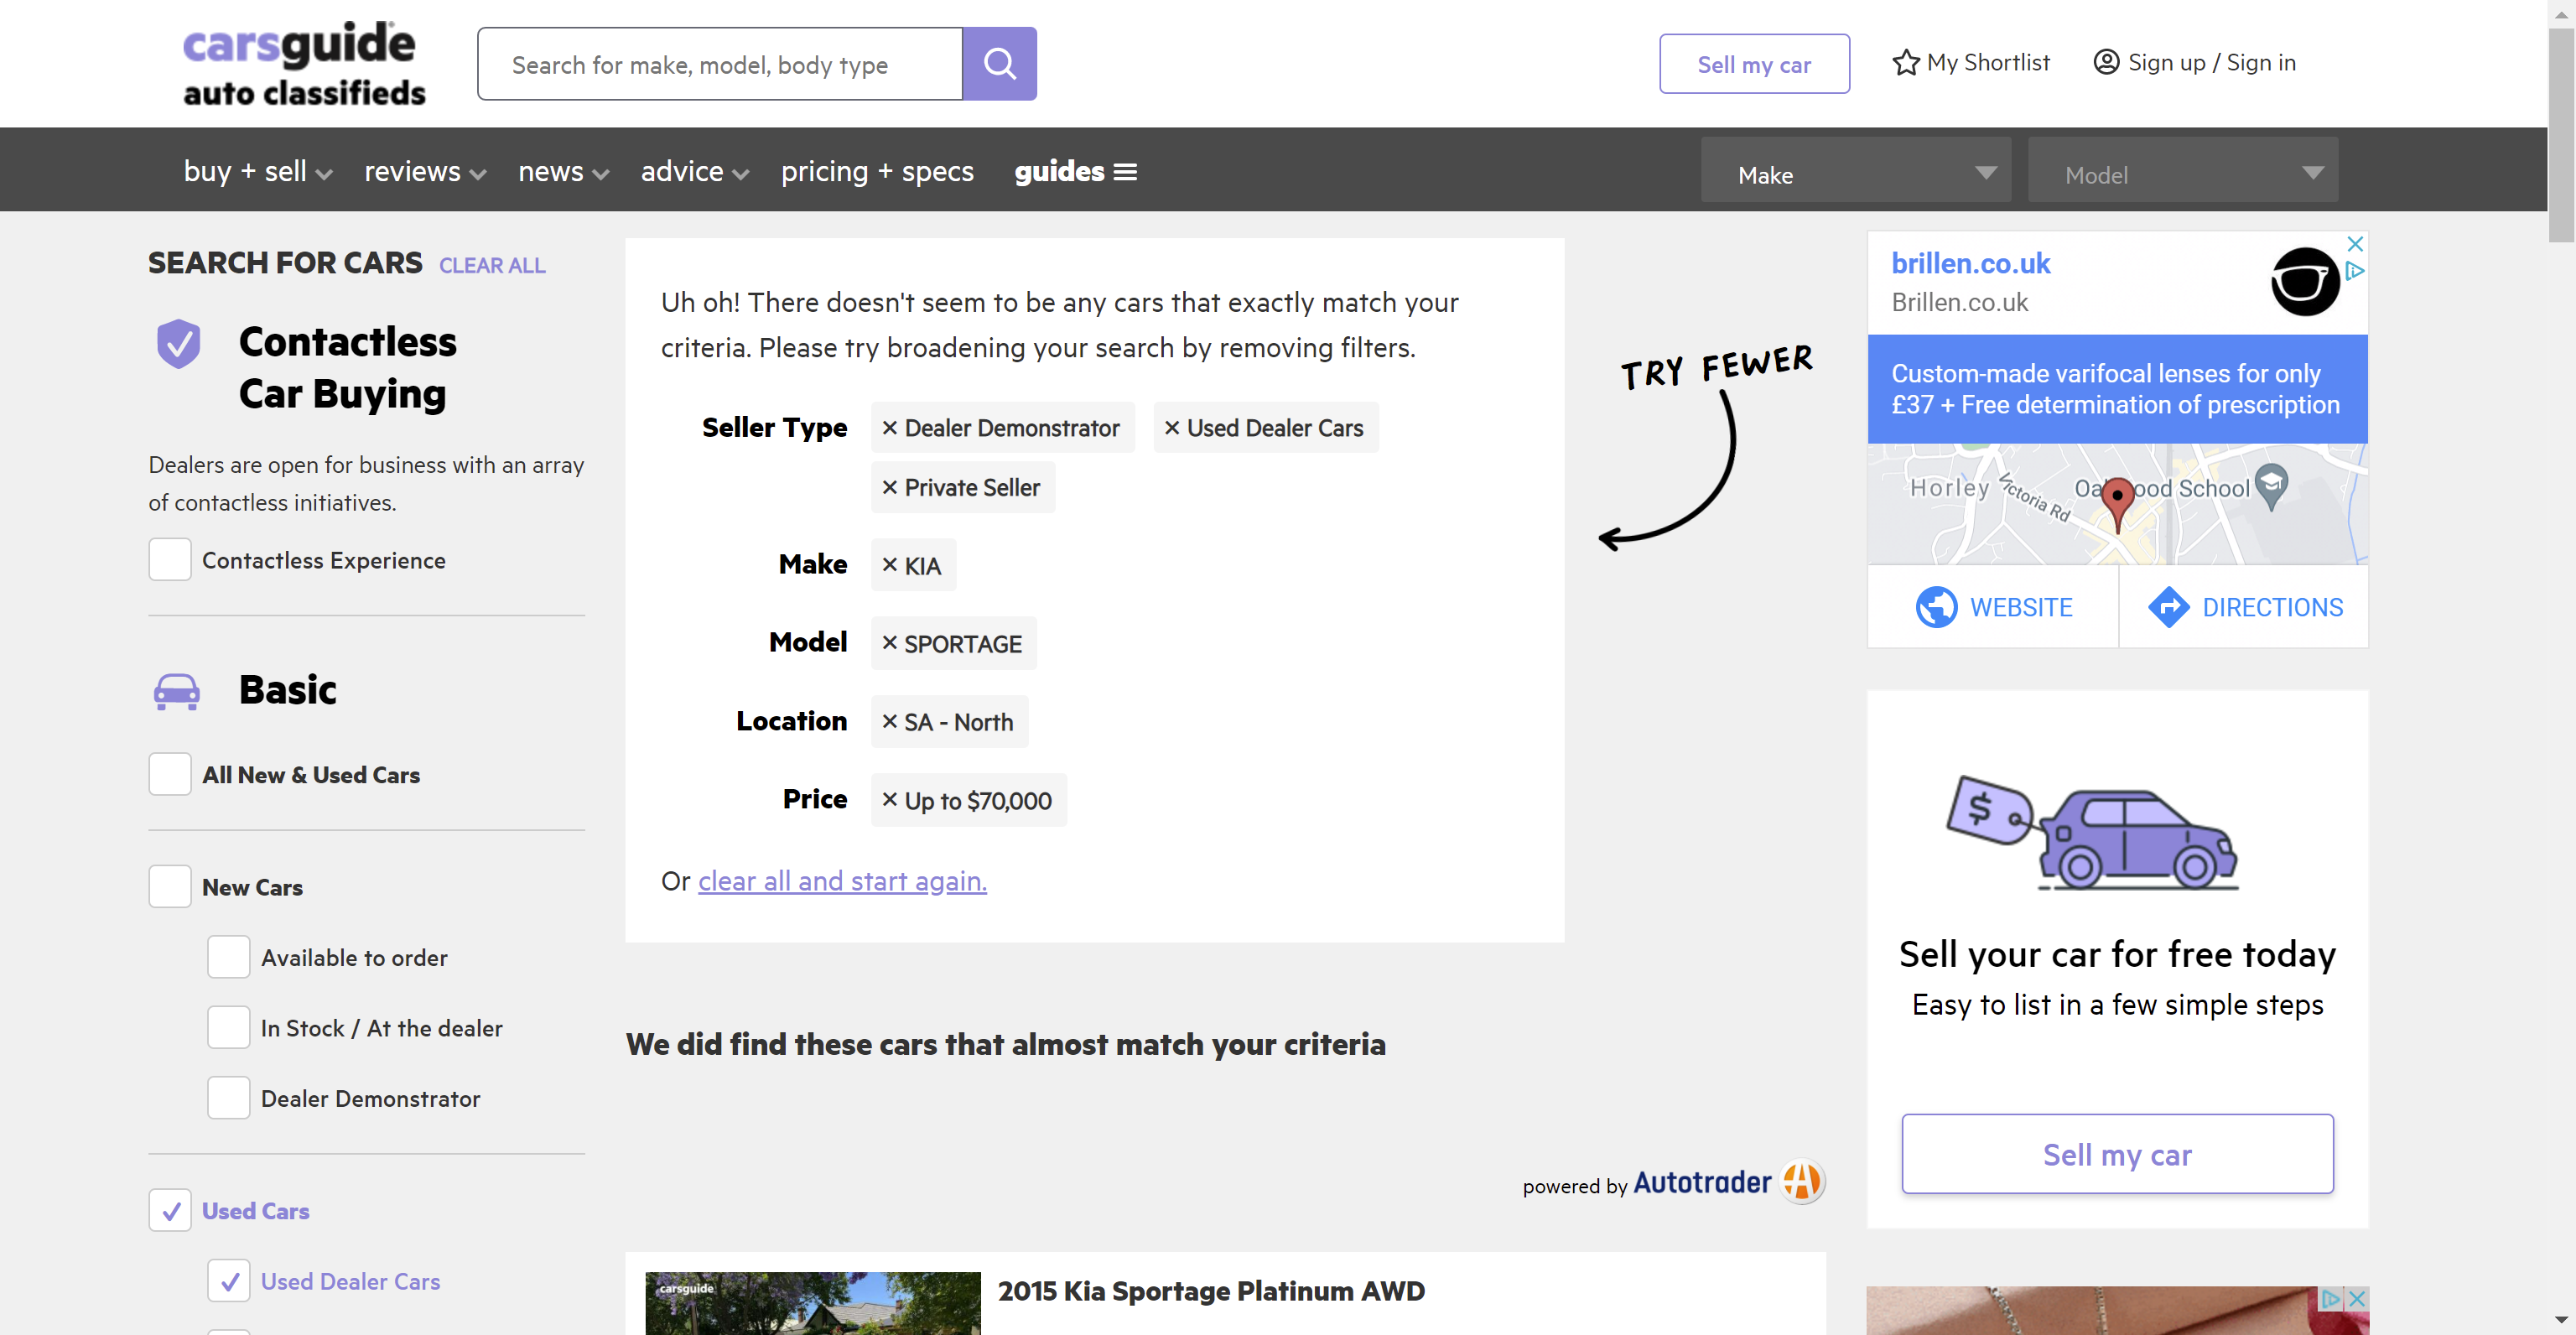 carsguide
auto classifieds
Search for make, model, body type
Sell my car
My Shortlist
Sign up / Sign in
buy + sell
reviews
news
advice
pricing + specs
guides
Make
Model
SEARCH FOR CARS CLEAR ALL
Contactless
Car Buying
Dealers are open for business with an array
of contactless initiatives.
Contactless Experience
Basic
All New & Used Cars
New Cars
Available to order
In Stock / At the dealer
Dealer Demonstrator
Used Cars
Used Dealer Cars
Uh oh! There doesn't seem to be any cars that exactly match your
criteria. Please try broadening your search by removing filters.
Seller Type × Dealer Demonstrator × Used Dealer Cars
× Private Seller
Make × KIA
Model × SPORTAGE
Location × SA - North
Price × Up to $70,000
Or clear all and start again.
TRY FEWER
We did find these cars that almost match your criteria
powered by Autotrader
carsguide
2015 Kia Sportage Platinum AWD
brillen.co.uk
Brillen.co.uk
Custom-made varifocal lenses for only
£37 + Free determination of prescription
Horley
Victoria Rd
School
WEBSITE
DIRECTIONS
$
Sell your car for free today
Easy to list in a few simple steps
Sell my car